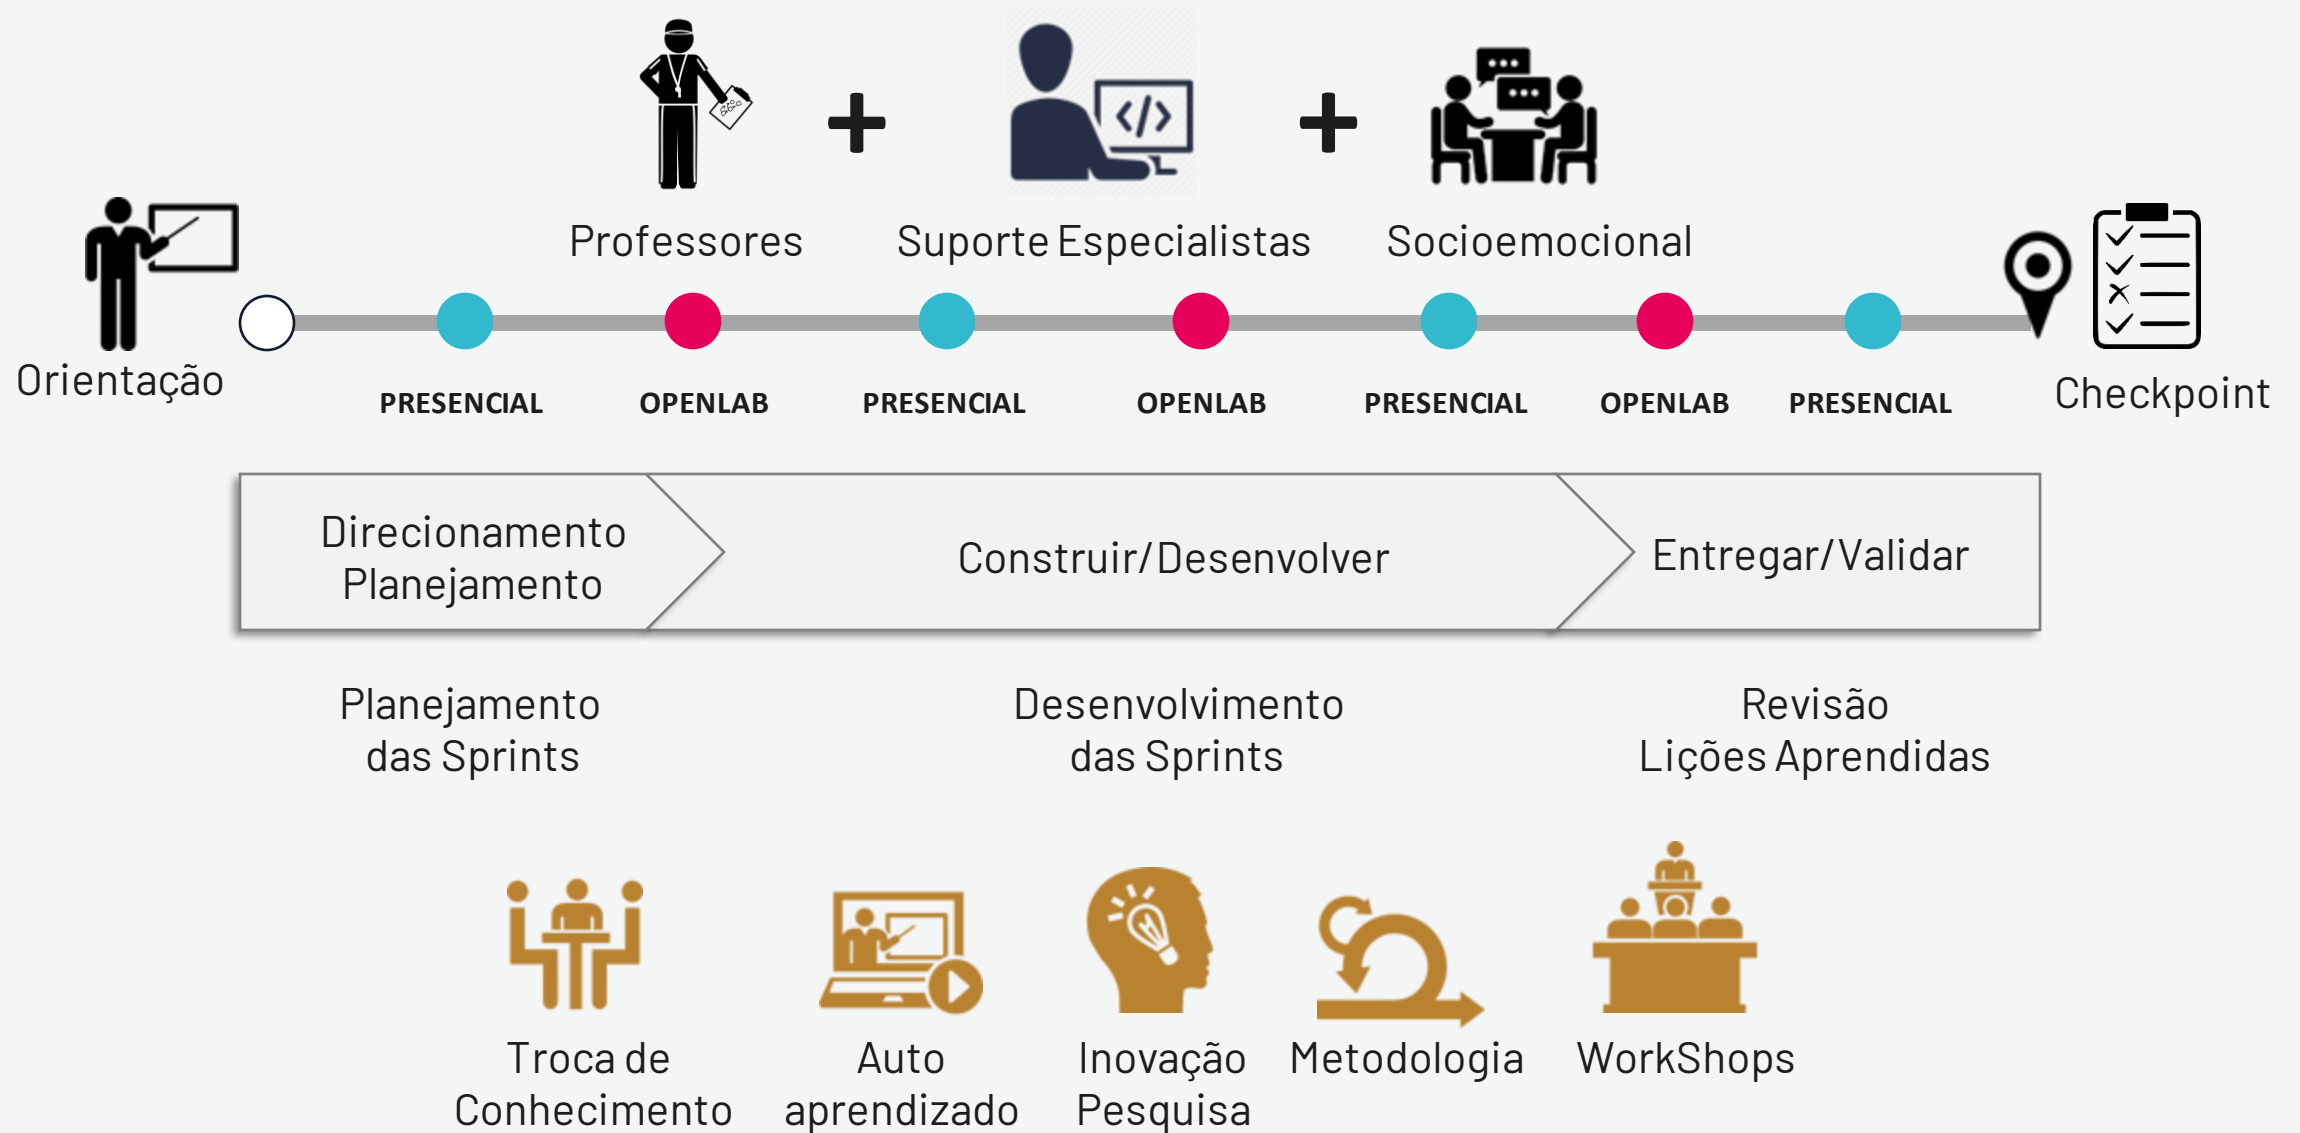 Professores
Suporte Especialistas
Socioemocional
Orientação
Checkpoint
PRESENCIAL
OPENLAB
PRESENCIAL
OPENLAB
PRESENCIAL
OPENLAB
PRESENCIAL
Direcionamento
Planejamento
Construir/Desenvolver
Entregar/Validar
Planejamento
das Sprints
Desenvolvimento
das Sprints
Revisão
Lições Aprendidas
Troca de
Conhecimento
Auto
aprendizado
Inovação
Pesquisa
Metodologia
WorkShops